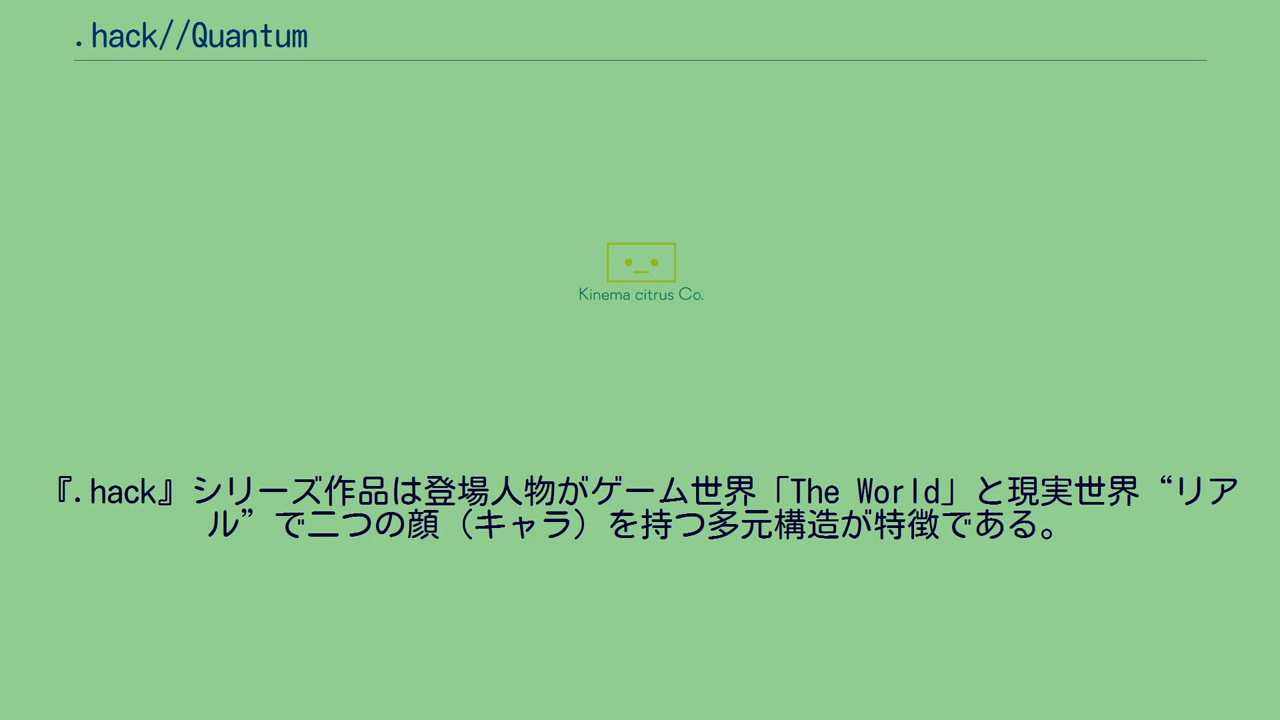 .hack//Quantum
Kinema citrus Co.
『.hack』シリーズ作品は登場人物がゲーム世界「The World」と現実世界“リア
ル”で二つの顔（キャラ）を持つ多元構造が特徴である。